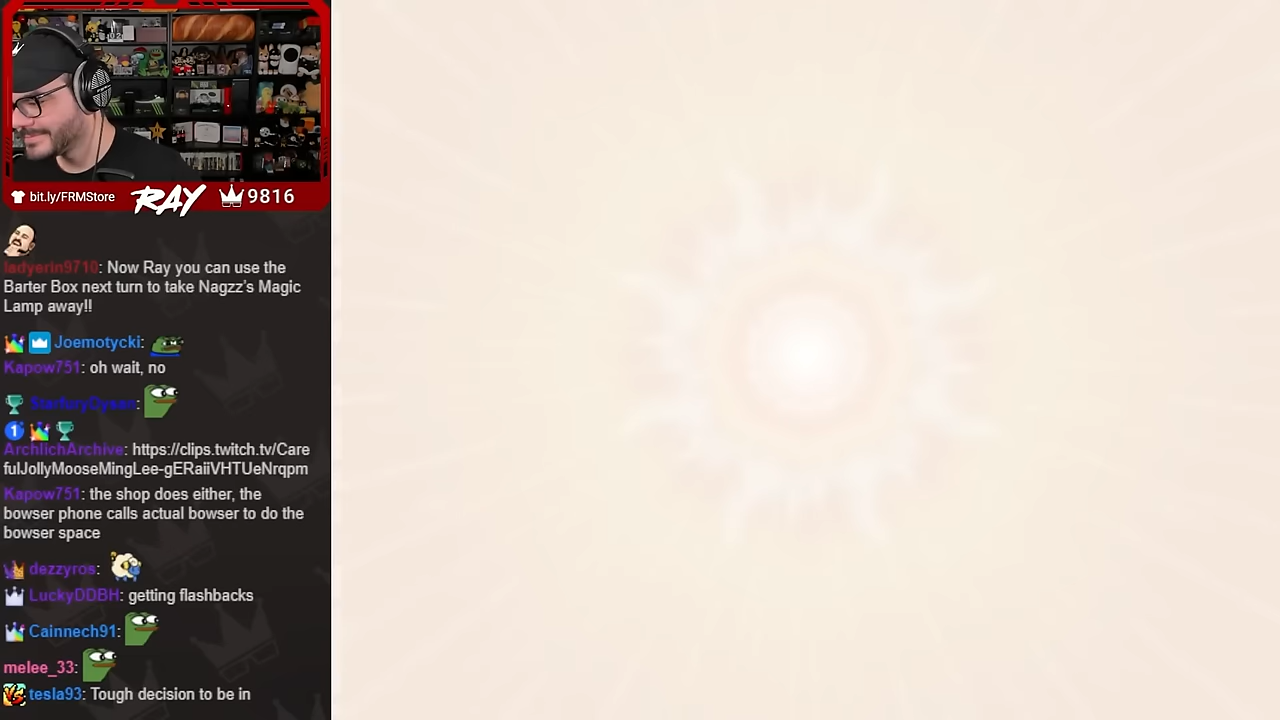 bit.ly/FRMStore RAY 9816
ladyerin9710: Now Ray you can use the
Barter Box next turn to take Nagzz's Magic
Lamp away!!
Joemotycki:
Kapow751: oh wait, no
StarfuryDysan:
1
ArchlichArchive: https://clips.twitch.tv/Care
fulJollyMooseMingLee-gERaiiVHTUeNrqpm
Kapow751: the shop does either, the
bowser phone calls actual bowser to do the
bowser space
dezzyros:
LuckyDDBH: getting flashbacks
Cainnech91:
melee_33:
tesla93: Tough decision to be in